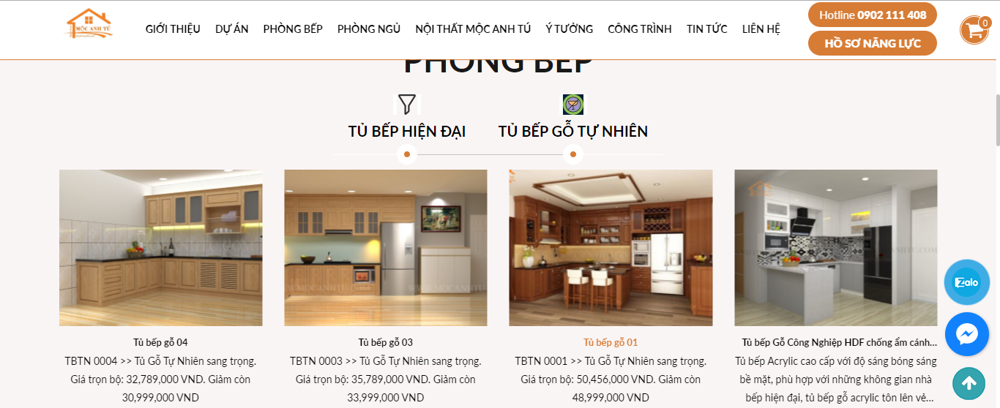 MỘC ANH TÚ
GIỚI THIỆU DỰ ÁN PHÒNG BẾP PHÒNG NGỦ NỘI THẤT MỘC ANH TÚ Ý TƯỞNG CÔNG TRÌNH TIN TỨC LIÊN HỆ
Hotline 0902 111 408
HỒ SƠ NĂNG LỰC
0
PHÒNG BẾP
TỦ BẾP HIỆN ĐẠI
TỦ BẾP GỖ TỰ NHIÊN
Tủ bếp gỗ 04
TBTN 0004 >> Tủ Gỗ Tự Nhiên sang trọng.
Giá trọn bộ: 32,789,000 VND. Giảm còn
30,999,000 VND
Tủ bếp gỗ 03
TBTN 0003 >> Tủ Gỗ Tự Nhiên sang trọng.
Giá trọn bộ: 35,789,000 VND. Giảm còn
33,999,000 VND
Tủ bếp gỗ 01
TBTN 0001 >> Tủ Gỗ Tự Nhiên sang trọng.
Giá trọn bộ: 50,456,000 VND. Giảm còn
48,999,000 VND
Tủ bếp Gỗ Công Nghiệp HDF chống ẩm cánh...
Tủ bếp Acrylic cao cấp với độ sáng bóng sáng
bề mặt, phù hợp với những không gian nhà
bếp hiện đại, tủ bếp gỗ acrylic tôn lên vẻ...
Zalo